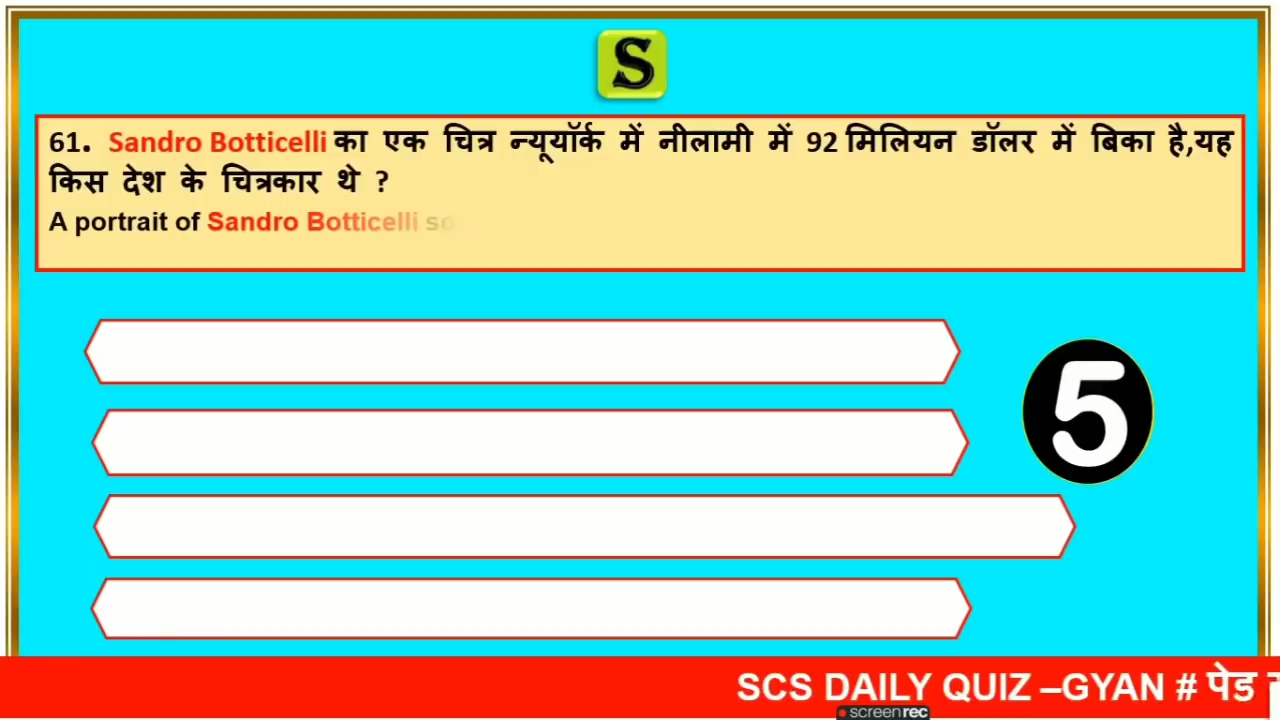 S
61. Sandro Botticelli का एक चित्र न्यूयॉर्क में नीलामी में 92 मिलियन डॉलर में बिका है,यह
किस देश के चित्रकार थे ?
A portrait of Sandro Botticelli
5
SCS DAILY QUIZ –GYAN # पेड
screenrec